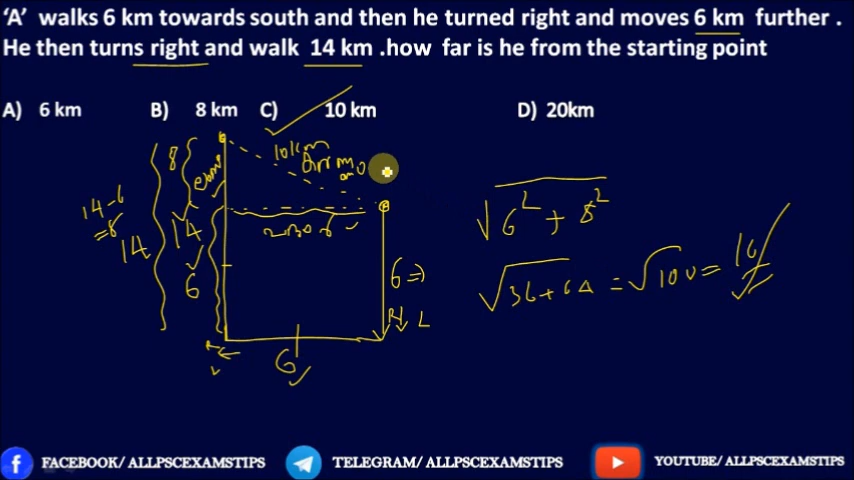 ‘A’ walks 6 km towards south and then he turned right and moves 6 km further .
He then turns right and walk 14 km .how far is he from the starting point
A) 6 km B) 8 km C) 10 km D) 20km
10km
8
14-6
=8
14
14
6
6
6⇒
R L
R
L
√6² + 8²
√36+64 = √100 = 10
FACEBOOK/ ALLPSCEXAMSTIPS TELEGRAM/ ALLPSCEXAMSTIPS YOUTUBE/ ALLPSCEXAMSTIPS